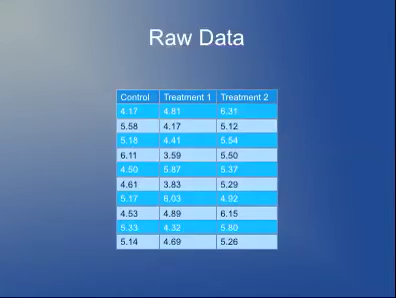 Raw Data
Control Treatment 1 Treatment 2
4.17 4.81 6.31
5.58 4.17 5.12
5.18 4.41 5.54
6.11 3.59 5.50
4.50 5.87 5.37
4.61 3.83 5.29
5.17 6.03 4.92
4.53 4.89 6.15
5.33 4.32 5.80
5.14 4.69 5.26